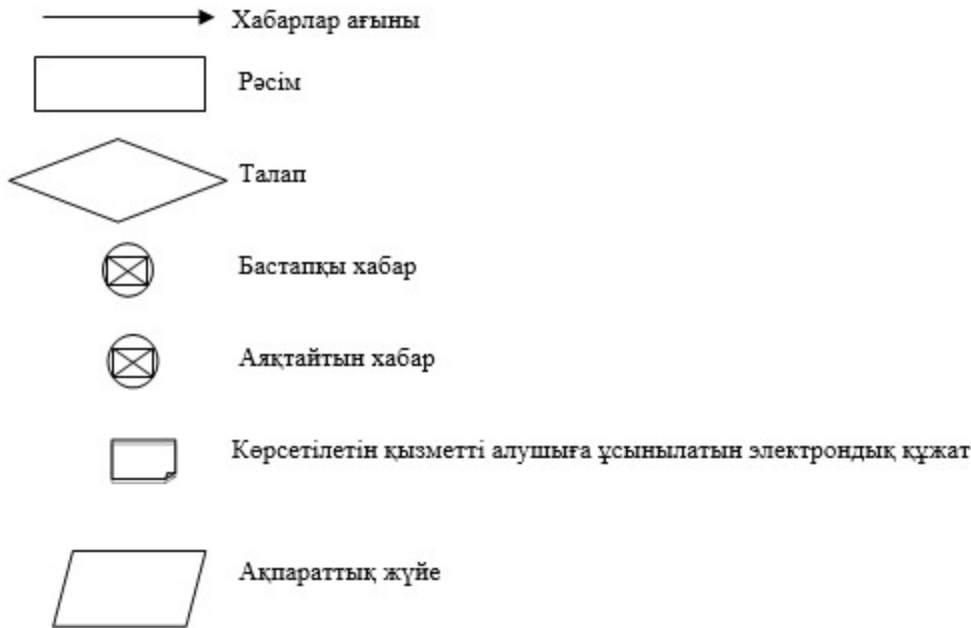 Хабарлар ағыны
Рәсім
Талап
Бастапқы хабар
Аяқтайтын хабар
Көрсетілетін қызметті алушыға ұсынылатын электрондық құжат
Ақпараттық жүйе